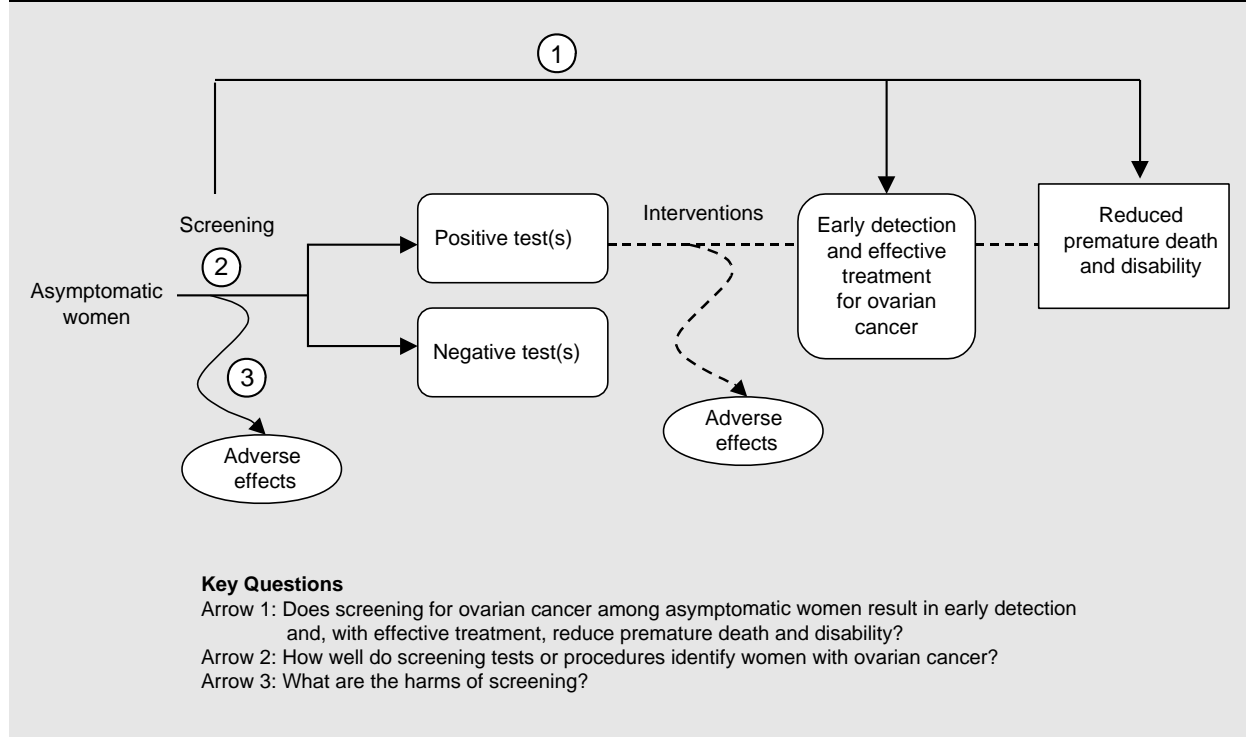 1
Screening
2
Asymptomatic
women
3
Adverse
effects
Positive test(s)
Negative test(s)
Interventions
Adverse
effects
Early detection
and effective
treatment
for ovarian
cancer
Reduced
premature death
and disability
Key Questions
Arrow 1: Does screening for ovarian cancer among asymptomatic women result in early detection
and, with effective treatment, reduce premature death and disability?
Arrow 2: How well do screening tests or procedures identify women with ovarian cancer?
Arrow 3: What are the harms of screening?